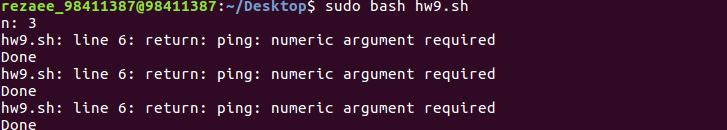 rezaee_98411387@98411387:~/Desktop$ sudo bash hw9.sh
n: 3
hw9.sh: line 6: return: ping: numeric argument required
Done
hw9.sh: line 6: return: ping: numeric argument required
Done
hw9.sh: line 6: return: ping: numeric argument required
Done